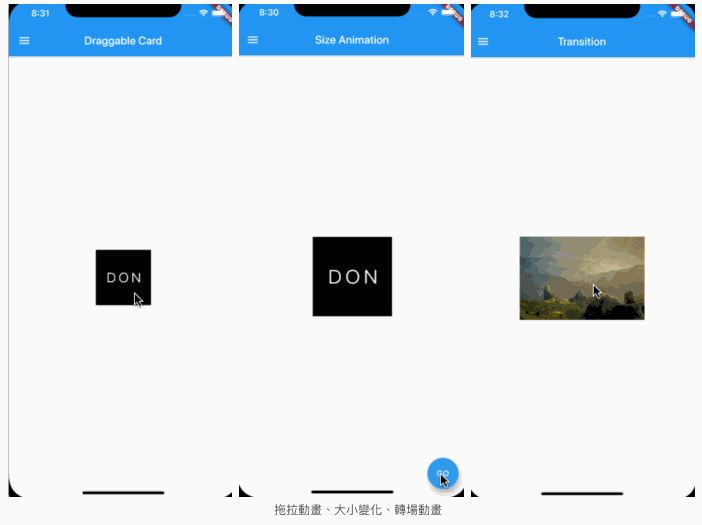 8:31
DEBUG
Draggable Card
DON
8:30
DEBUG
Size Animation
DON
GO
8:32
DEBUG
Transition
拖拉動畫、大小變化、轉場動畫